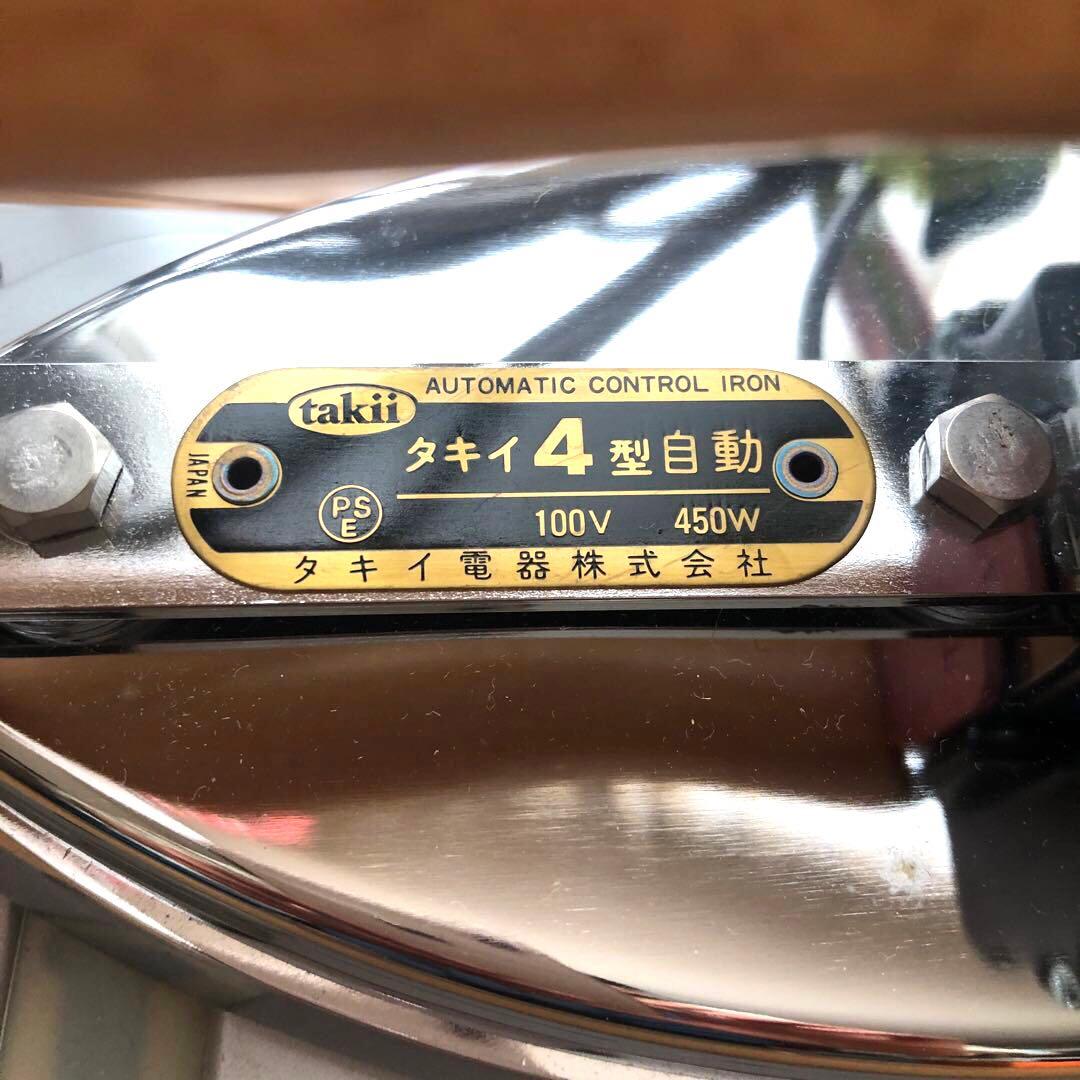 takii
AUTOMATIC CONTROL IRON
タキイ4型自動
JAPAN
PS
E
100V 450W
タキイ電器株式会社